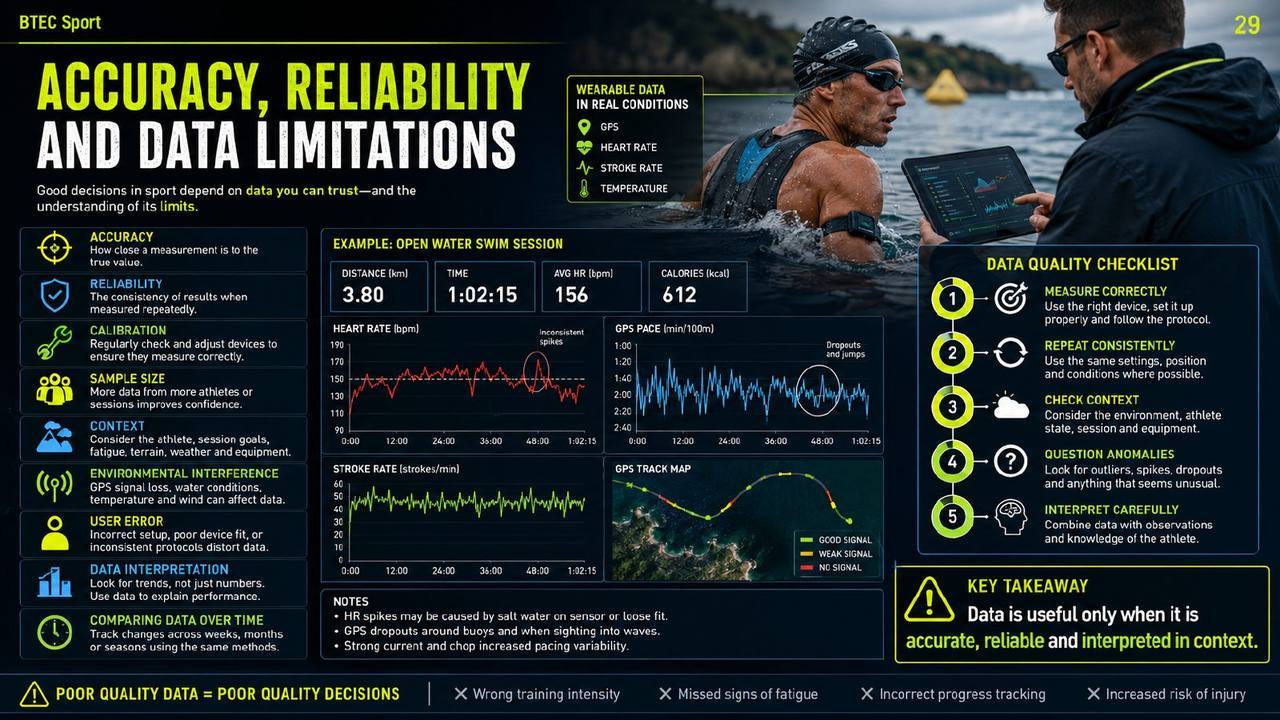 BTEC Sport
29
ACCURACY, RELIABILITY
AND DATA LIMITATIONS
Good decisions in sport depend on data you can trust—and the
understanding of its limits.
WEARABLE DATA
IN REAL CONDITIONS
GPS
HEART RATE
STROKE RATE
TEMPERATURE
ACCURACY
How close a measurement is to the
true value.
RELIABILITY
The consistency of results when
measured repeatedly.
CALIBRATION
Regularly check and adjust devices to
ensure they measure correctly.
SAMPLE SIZE
More data from more athletes or
sessions improves confidence.
CONTEXT
Consider the athlete, session goals,
fatigue, terrain, weather and equipment.
ENVIRONMENTAL INTERFERENCE
GPS signal loss, water conditions,
temperature and wind can affect data.
USER ERROR
Incorrect setup, poor device fit, or
inconsistent protocols distort data.
DATA INTERPRETATION
Look for trends, not just numbers.
Use data to explain performance.
COMPARING DATA OVER TIME
Track changes across weeks, months
or seasons using the same methods.
EXAMPLE: OPEN WATER SWIM SESSION
DISTANCE (km)
3.80
TIME
1:02:15
AVG HR (bpm)
156
CALORIES (kcal)
612
HEART RATE (bpm)
Inconsistent
spikes
190
170
150
130
110
90
0:00 12:00 24:00 36:00 48:00 1:02:15
GPS PACE (min/100m)
Dropouts
and jumps
1:00
1:20
1:40
2:00
2:20
2:40
0:00 12:00 24:00 36:00 48:00 1:02:15
STROKE RATE (strokes/min)
60
50
40
30
20
10
0
0:00 12:00 24:00 36:00 48:00 1:02:15
GPS TRACK MAP
GOOD SIGNAL
WEAK SIGNAL
NO SIGNAL
NOTES
• HR spikes may be caused by salt water on sensor or loose fit.
• GPS dropouts around buoys and when sighting into waves.
• Strong current and chop increased pacing variability.
DATA QUALITY CHECKLIST
1
MEASURE CORRECTLY
Use the right device, set it up
properly and follow the protocol.
2
REPEAT CONSISTENTLY
Use the same settings, position
and conditions where possible.
3
CHECK CONTEXT
Consider the environment, athlete
state, session and equipment.
4
?
QUESTION ANOMALIES
Look for outliers, spikes, dropouts
and anything that seems unusual.
5
INTERPRET CAREFULLY
Combine data with observations
and knowledge of the athlete.
KEY TAKEAWAY
Data is useful only when it is
accurate, reliable and interpreted in context.
POOR QUALITY DATA = POOR QUALITY DECISIONS
Wrong training intensity
Missed signs of fatigue
Incorrect progress tracking
Increased risk of injury